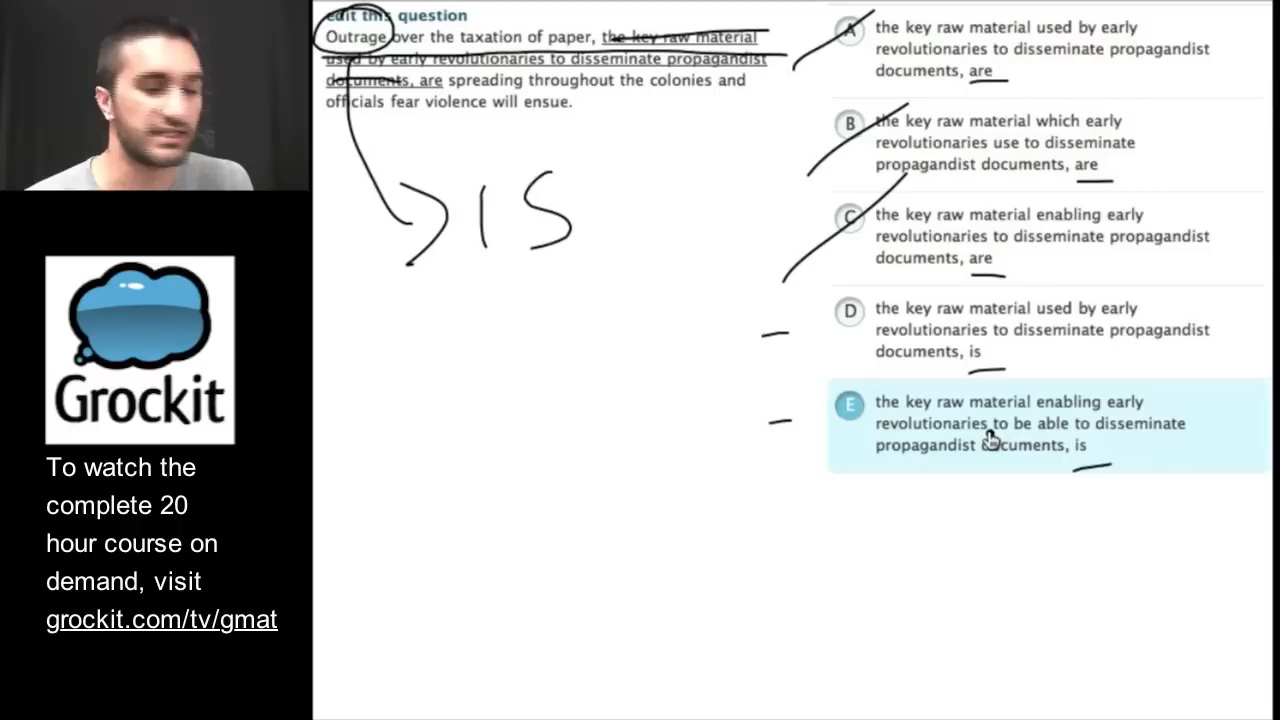 edit this question
Outrage over the taxation of paper, the key raw material
used by early revolutionaries to disseminate propagandist
documents, are spreading throughout the colonies and
officials fear violence will ensue.
IS
A
the key raw material used by early
revolutionaries to disseminate propagandist
documents, are
B
the key raw material which early
revolutionaries use to disseminate
propagandist documents, are
C
the key raw material enabling early
revolutionaries to disseminate propagandist
documents, are
D
the key raw material used by early
revolutionaries to disseminate propagandist
documents, is
E
the key raw material enabling early
revolutionaries to be able to disseminate
propagandist documents, is
Grockit
To watch the
complete 20
hour course on
demand, visit
grockit.com/tv/gmat